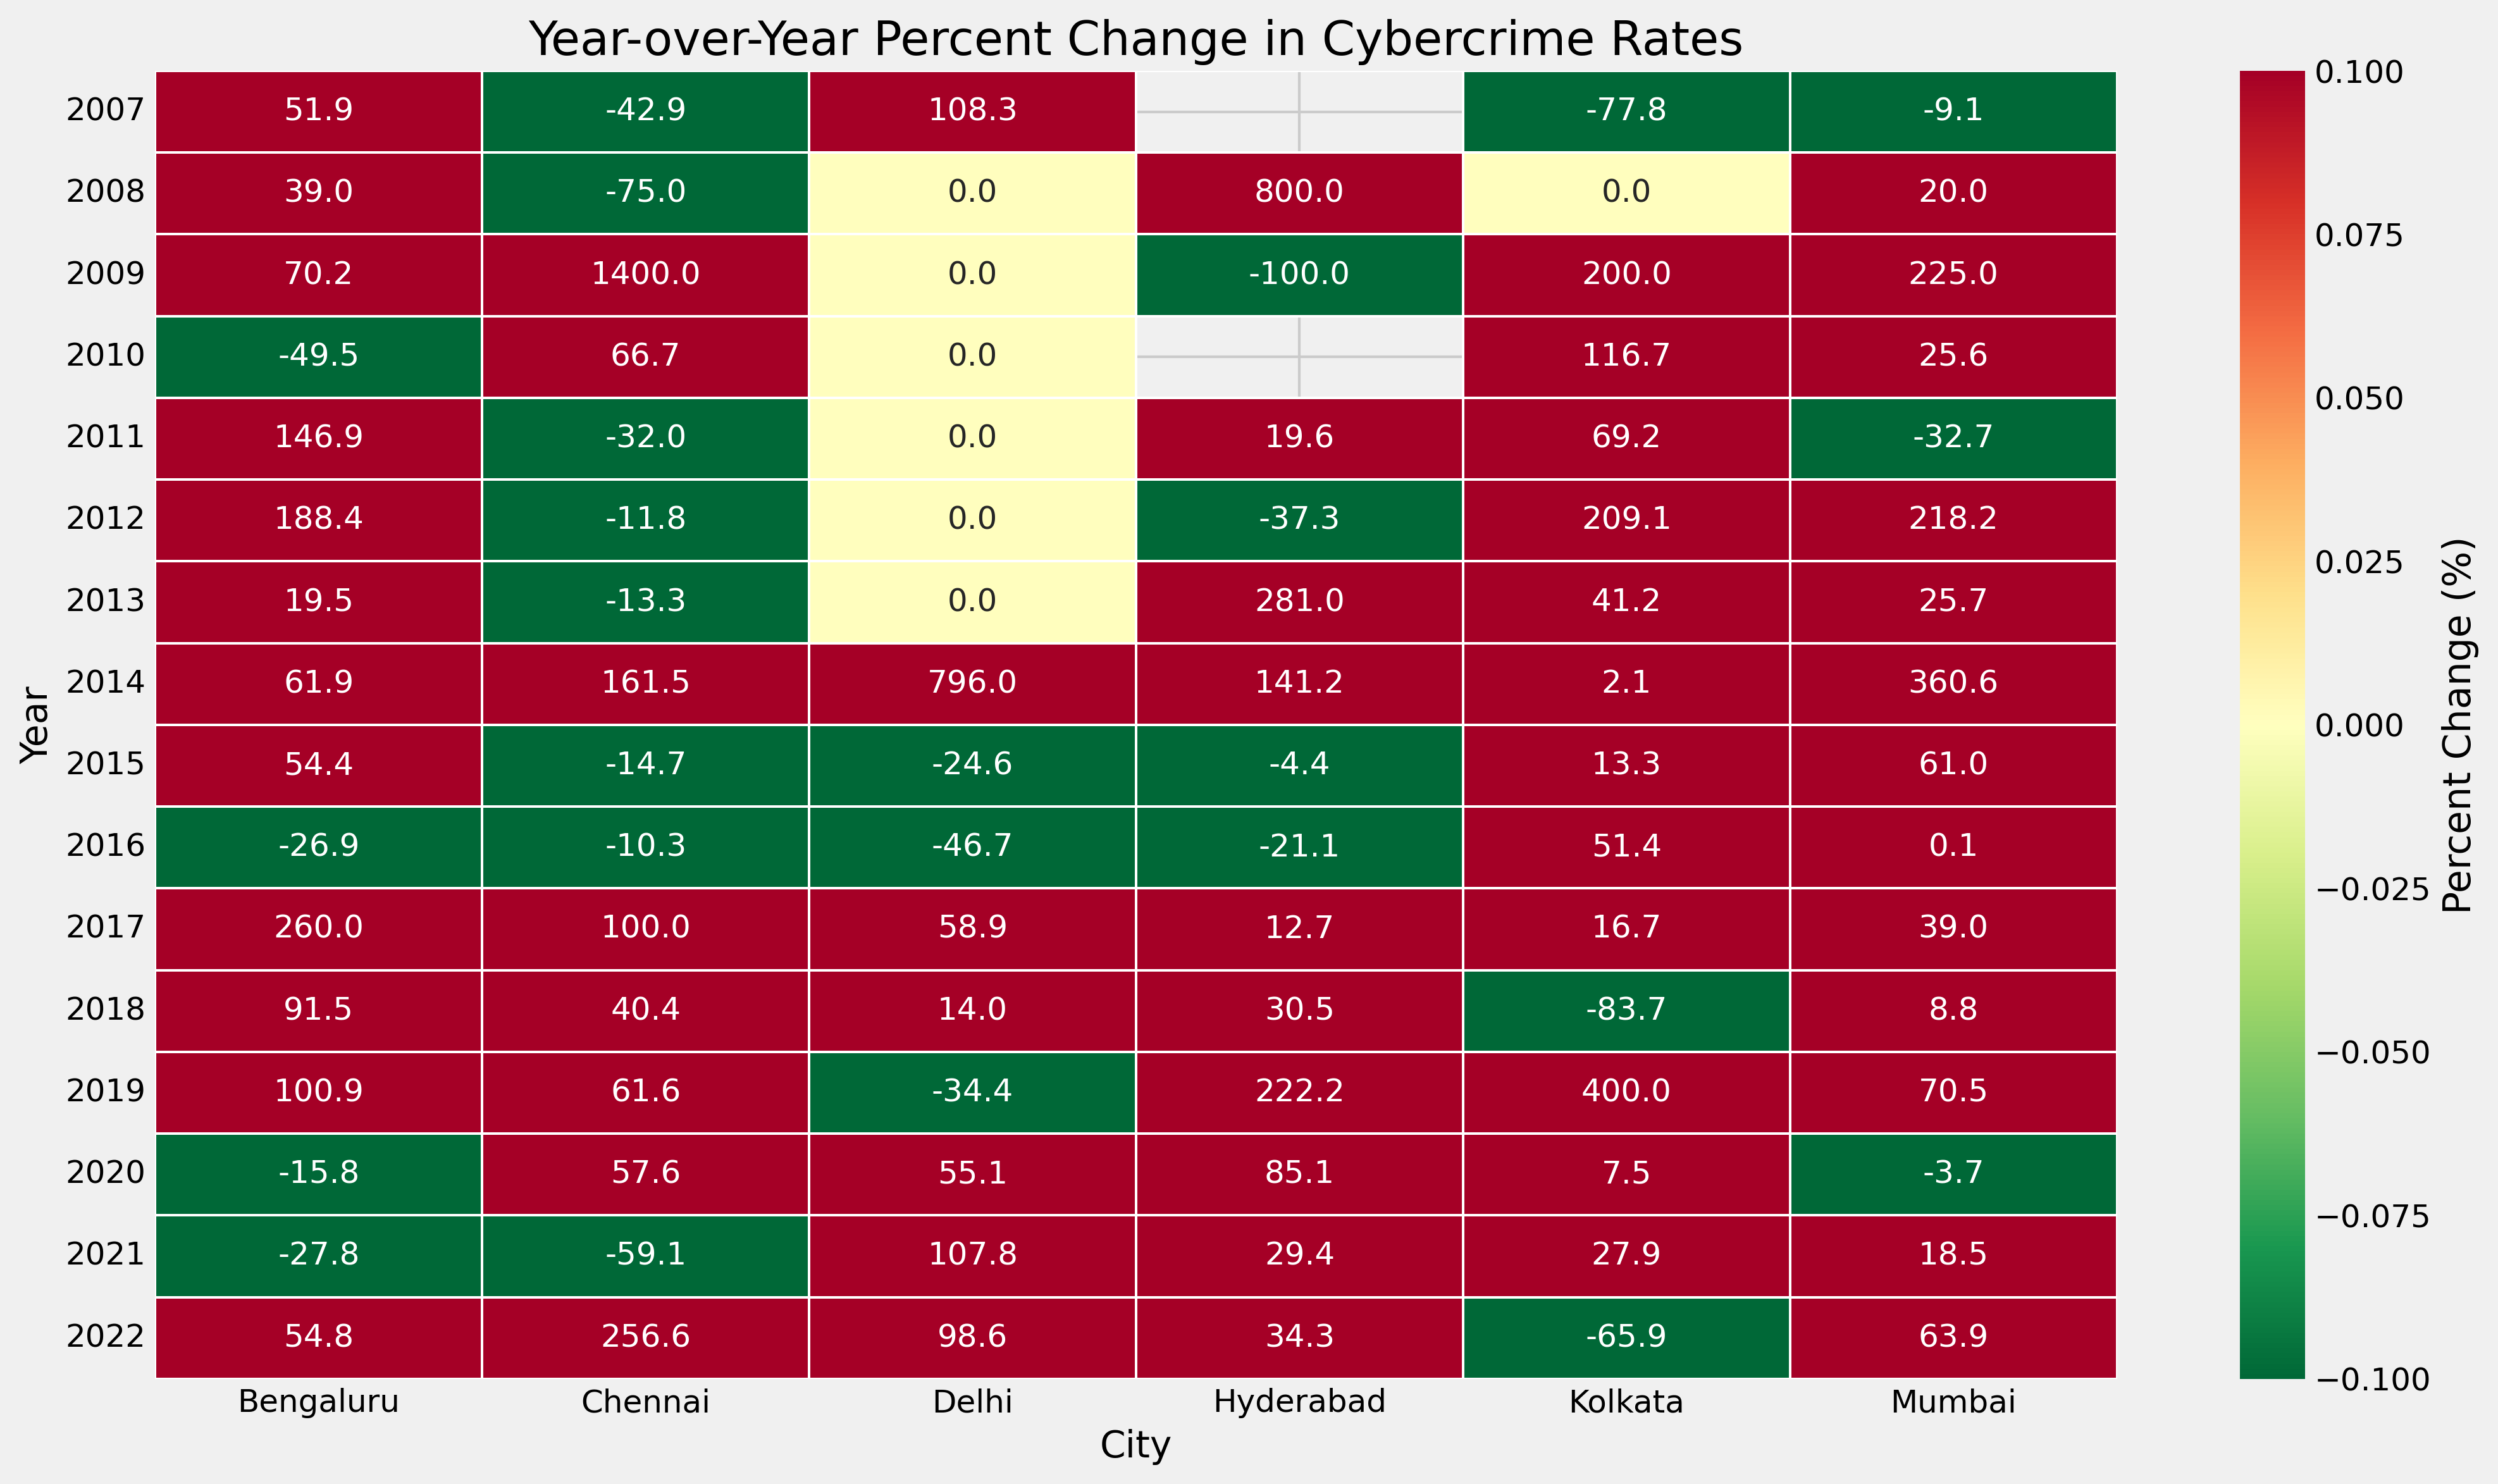 Year-over-Year Percent Change in Cybercrime Rates
2007 51.9 -42.9 108.3 -77.8 -9.1
2008 39.0 -75.0 0.0 800.0 0.0 20.0
2009 70.2 1400.0 0.0 -100.0 200.0 225.0
2010 -49.5 66.7 0.0 116.7 25.6
2011 146.9 -32.0 0.0 19.6 69.2 -32.7
2012 188.4 -11.8 0.0 -37.3 209.1 218.2
2013 19.5 -13.3 0.0 281.0 41.2 25.7
2014 61.9 161.5 796.0 141.2 2.1 360.6
2015 54.4 -14.7 -24.6 -4.4 13.3 61.0
2016 -26.9 -10.3 -46.7 -21.1 51.4 0.1
2017 260.0 100.0 58.9 12.7 16.7 39.0
2018 91.5 40.4 14.0 30.5 -83.7 8.8
2019 100.9 61.6 -34.4 222.2 400.0 70.5
2020 -15.8 57.6 55.1 85.1 7.5 -3.7
2021 -27.8 -59.1 107.8 29.4 27.9 18.5
2022 54.8 256.6 98.6 34.3 -65.9 63.9
Bengaluru Chennai Delhi Hyderabad Kolkata Mumbai
City
Year
0.100
0.075
0.050
0.025
0.000
−0.025
−0.050
−0.075
−0.100
Percent Change (%)